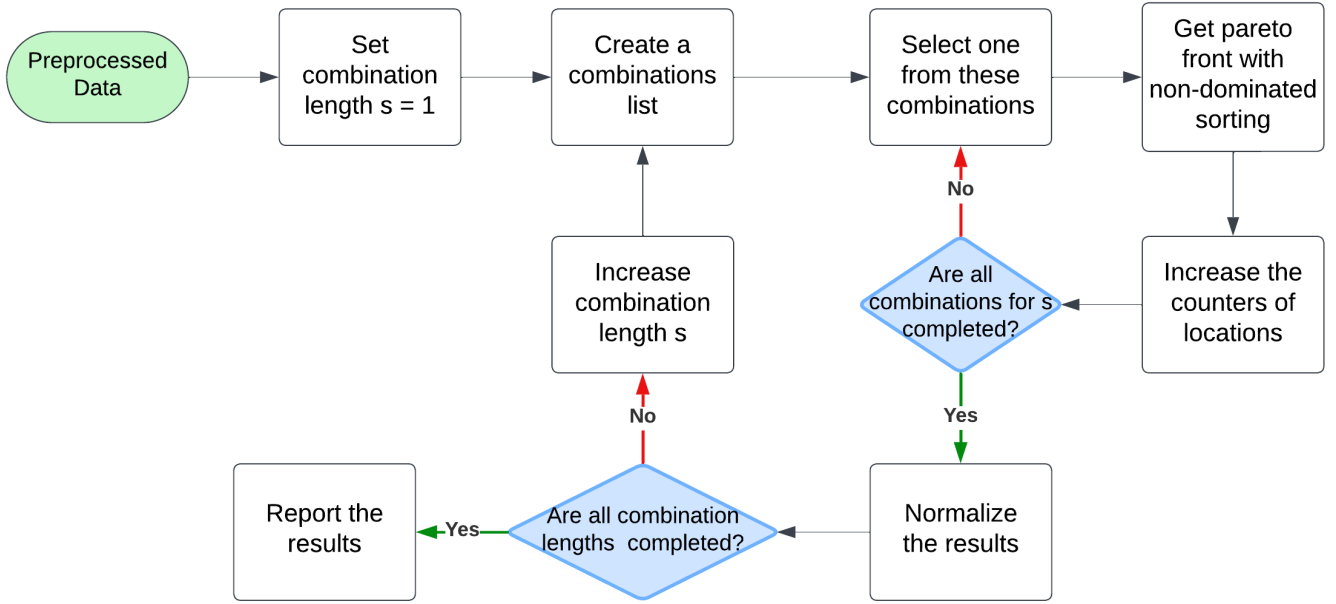 Preprocessed
Data
Set
combination
length s = 1
Create a
combinations
list
Select one
from these
combinations
Get pareto
front with
non-dominated
sorting
No
Increase
combination
length s
Are all
combinations for s
completed?
Increase the
counters of
locations
No
Yes
Report the
results
Yes
Are all combination
lengths  completed?
Normalize
the results